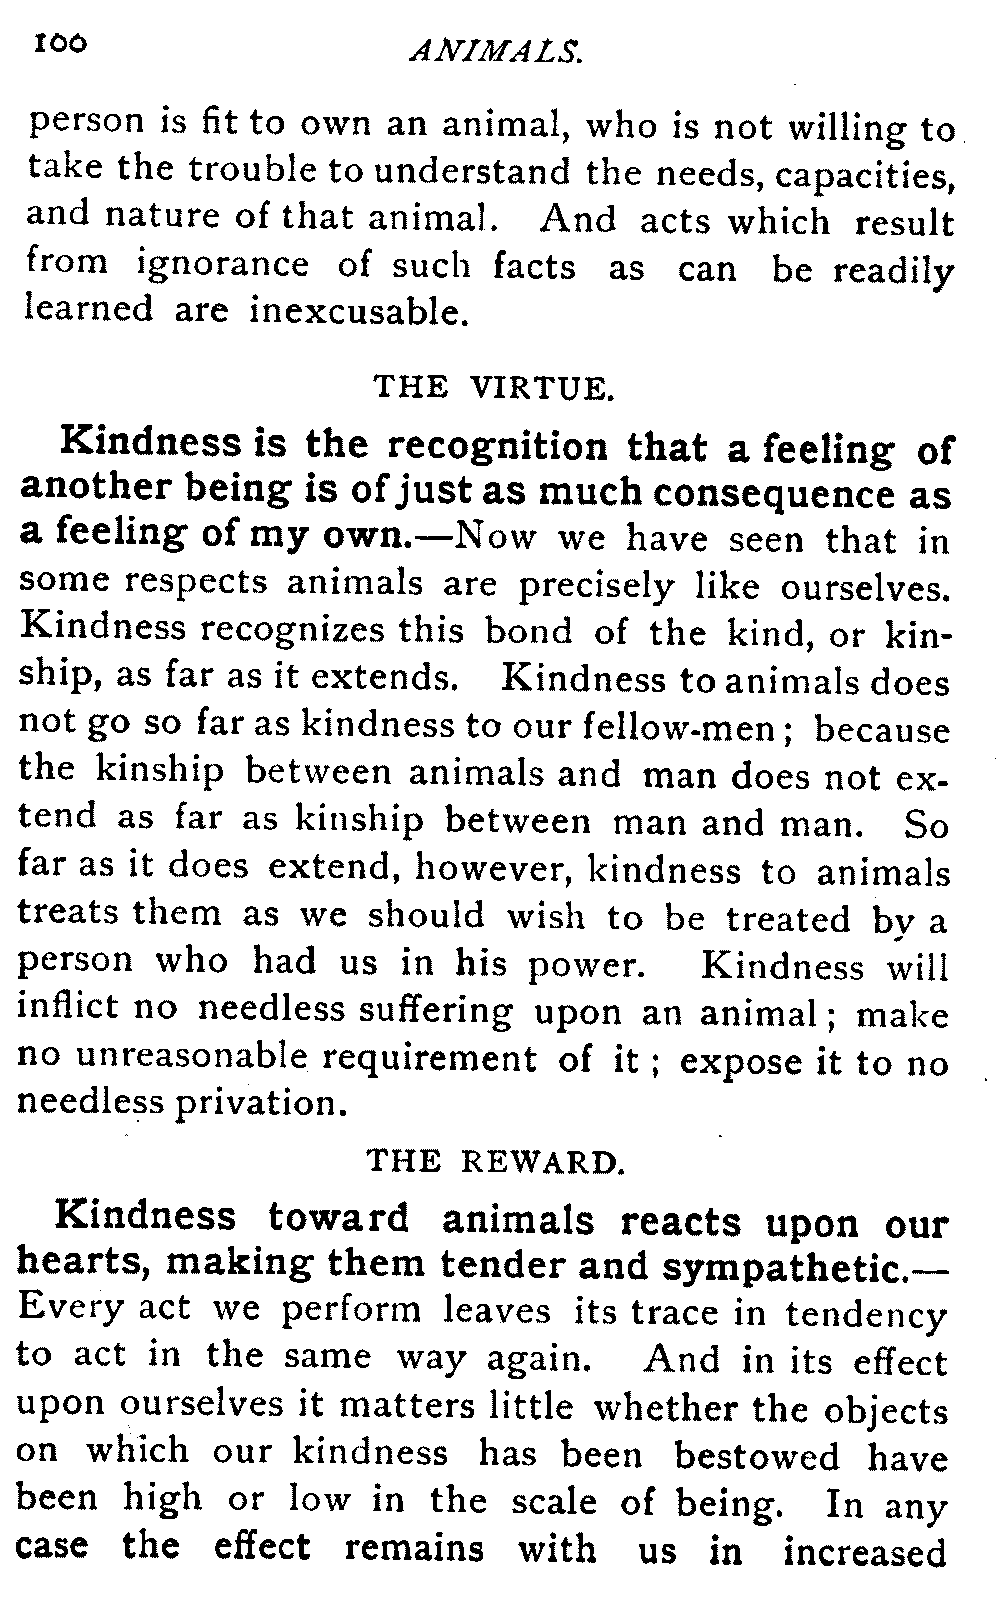 100
ANIMALS.
person is fit to own an animal, who is not willing to
take the trouble to understand the needs, capacities,
and nature of that animal. And acts which result
from ignorance of such facts as can be readily
learned are inexcusable.
THE VIRTUE.
Kindness is the recognition that a feeling of
another being is of just as much consequence as
a feeling of my own.—Now we have seen that in
some respects animals are precisely like ourselves.
Kindness recognizes this bond of the kind, or kin-
ship, as far as it extends. Kindness to animals does
not go so far as kindness to our fellow-men; because
the kinship between animals and man does not ex-
tend as far as kinship between man and man. So
far as it does extend, however, kindness to animals
treats them as we should wish to be treated by a
person who had us in his power. Kindness will
inflict no needless suffering upon an animal; make
no unreasonable requirement of it; expose it to no
needless privation.
THE REWARD.
Kindness toward animals reacts upon our
hearts, making them tender and sympathetic.—
Every act we perform leaves its trace in tendency
to act in the same way again. And in its effect
upon ourselves it matters little whether the objects
on which our kindness has been bestowed have
been high or low in the scale of being. In any
case the effect remains with us in increased